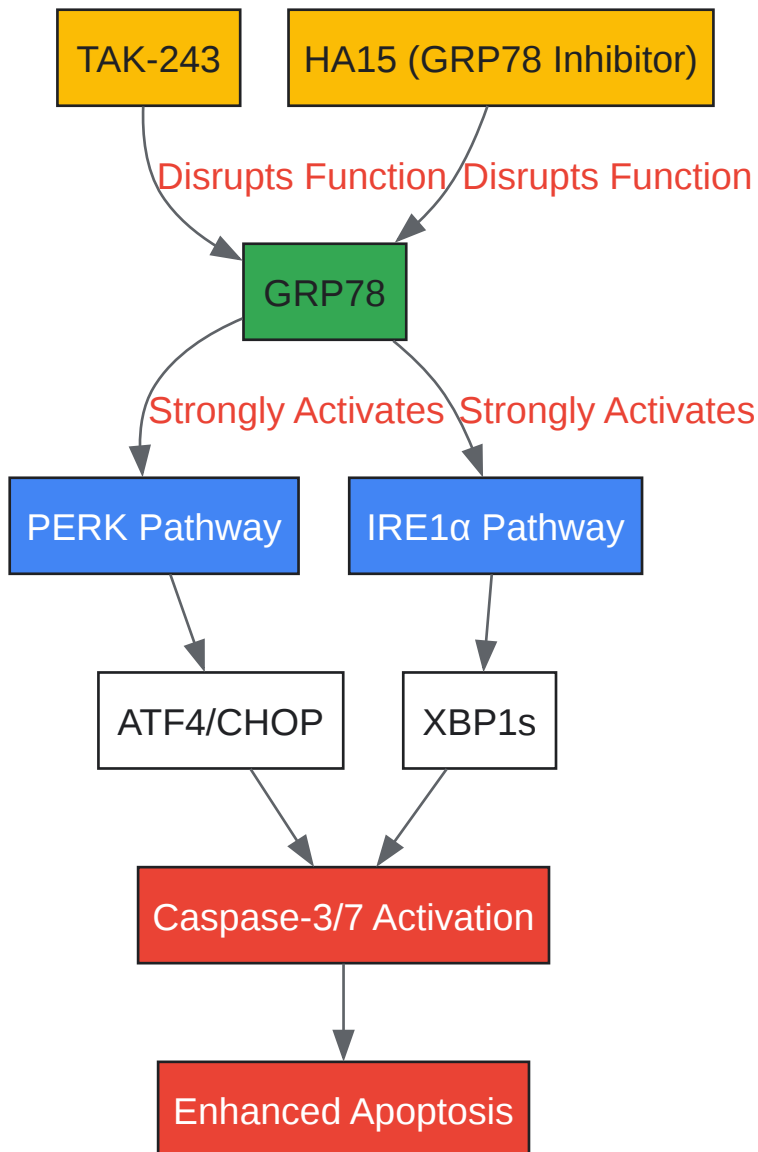 TAK-243
HA15 (GRP78 Inhibitor)
Disrupts Function
Disrupts Function
GRP78
Strongly Activates
Strongly Activates
PERK Pathway
IRE1α Pathway
ATF4/CHOP
XBP1s
Caspase-3/7 Activation
Enhanced Apoptosis